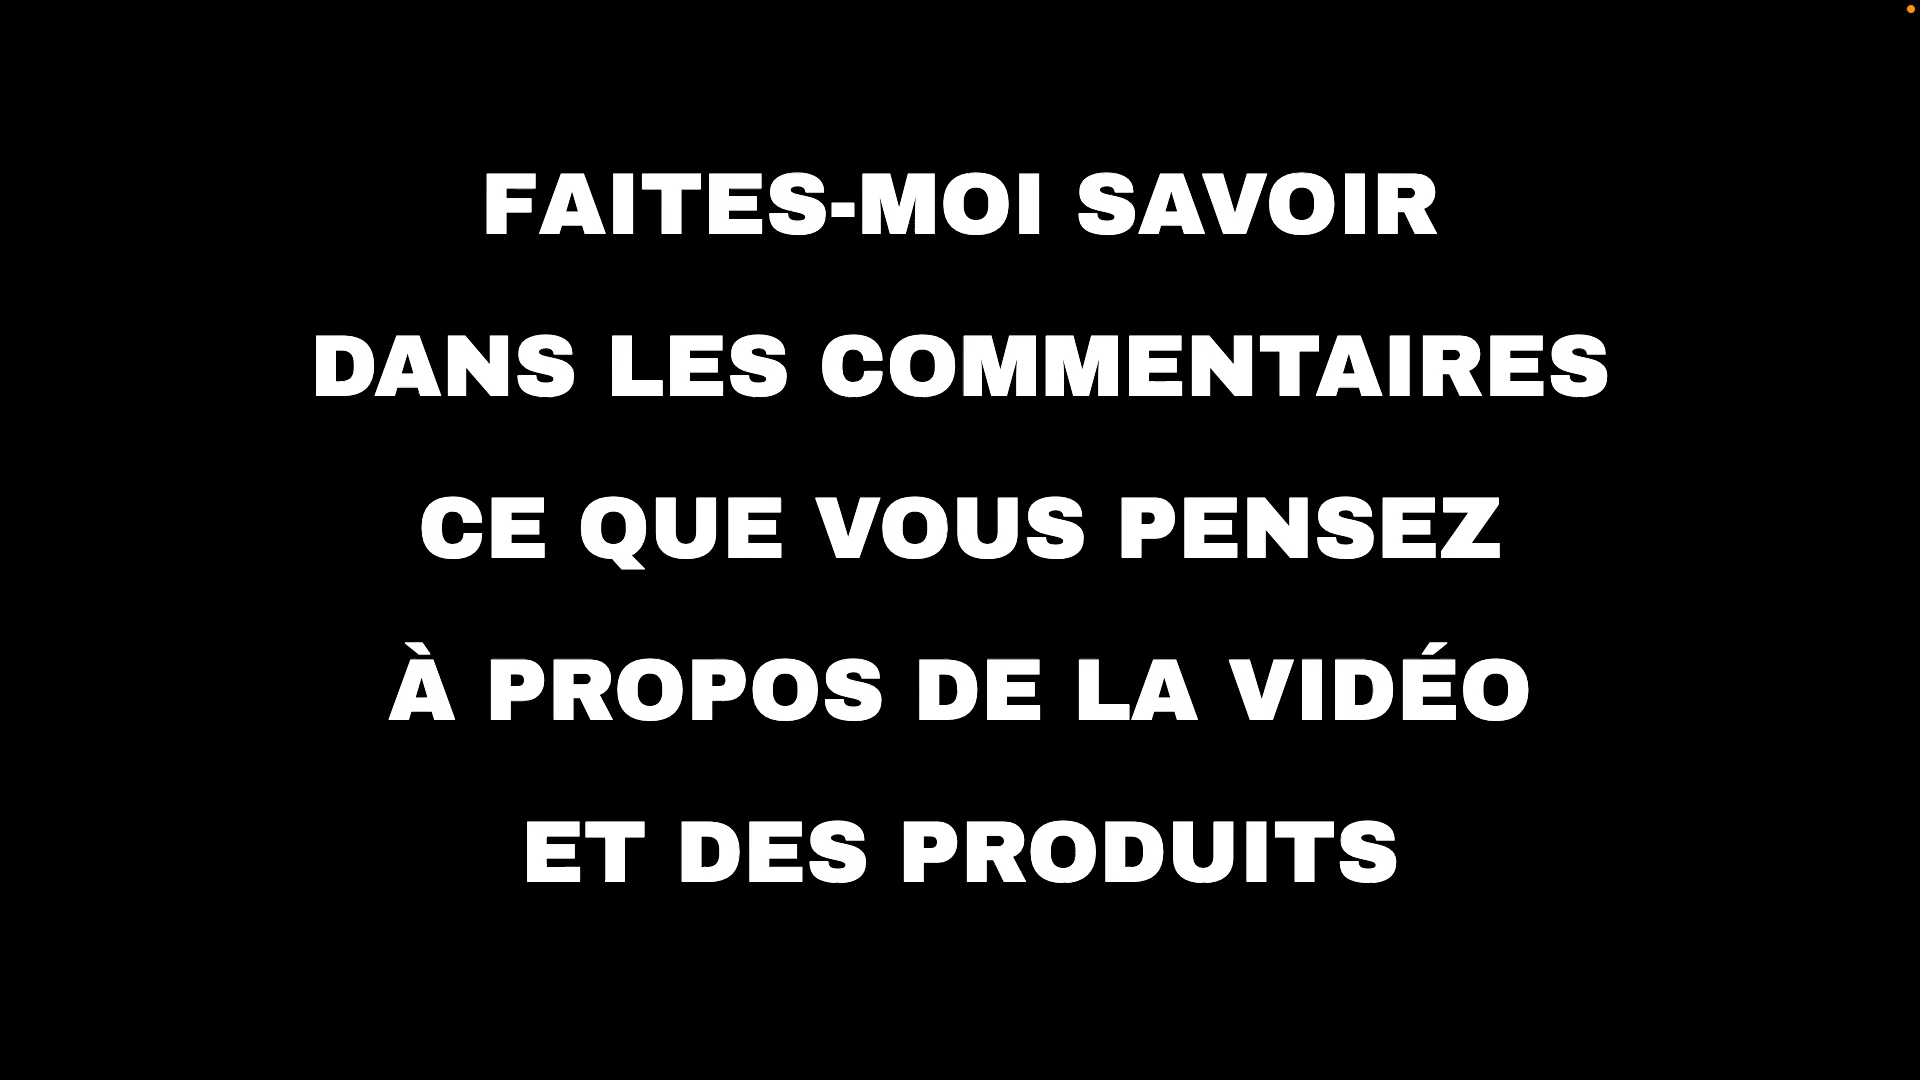 FAITES-MOI SAVOIR
DANS LES COMMENTAIRES
CE QUE VOUS PENSEZ
À PROPOS DE LA VIDÉO
ET DES PRODUITS